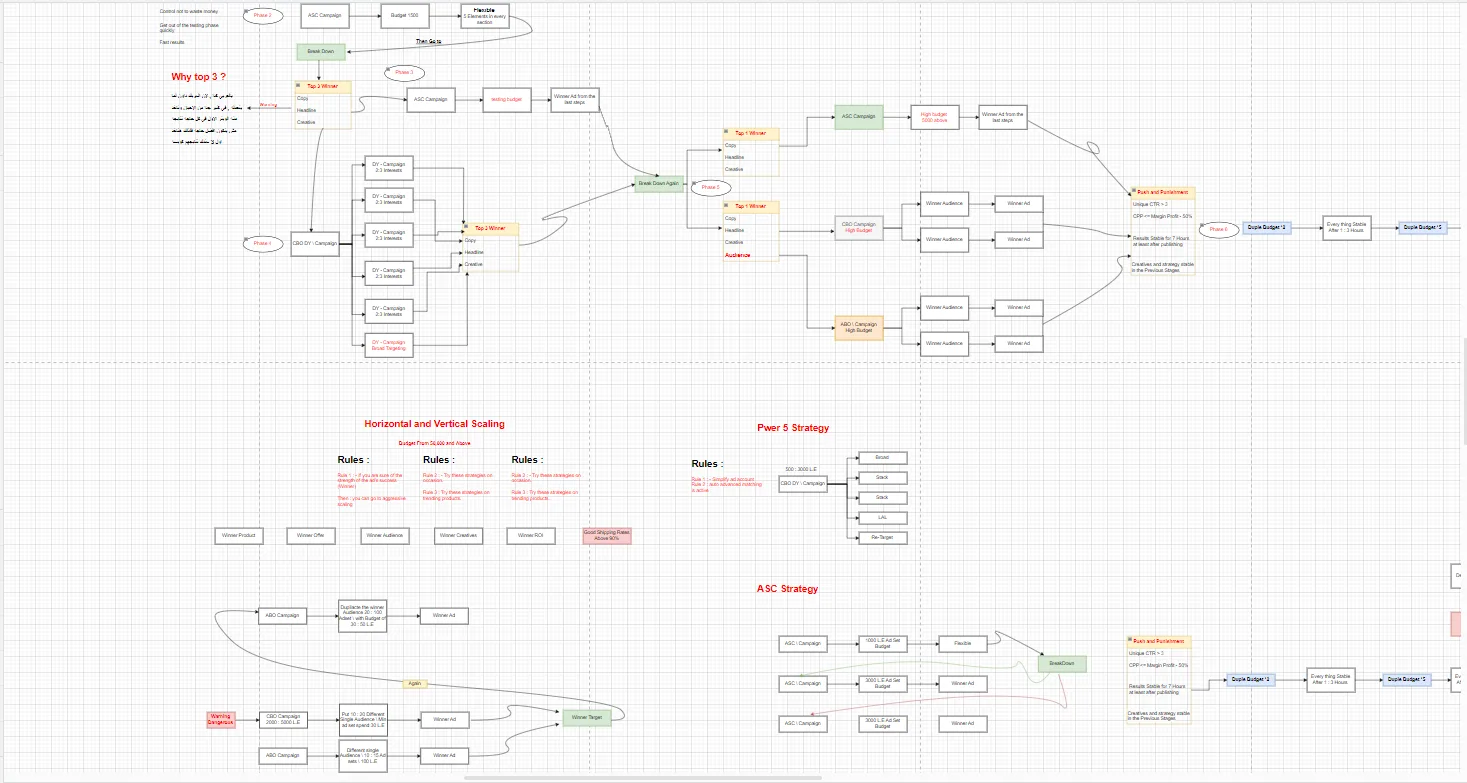 Control not to waste money
Get out of the testing phase
quickly
Fast results
Phase 2
ASC Campaign
Budget 1500
Flexible
5 Elements in every
section
Then Go to
Break Down
Why top 3 ?
Warning
Top 3 Winner
Copy
Headline
Creative
Phase 3
ASC Campaign
testing budget
Winner Ad from the
last steps
Phase 4
CBO DY \ Campaign
DY - Campaign
2:3 Interests
DY - Campaign
2:3 Interests
DY - Campaign
2:3 Interests
DY - Campaign
2:3 Interests
DY - Campaign
2:3 Interests
DY - Campaign
Broad Targeting
Top 3 Winner
Copy
Headline
Creative
Break Down Again
Phase 5
Top 1 Winner
Copy
Headline
Creative
Top 1 Winner
Copy
Headline
Creative
Audience
ASC Campaign
High budget
above
Winner Ad from the
last steps
CBO Campaign
High Budget
Winner Audience
Winner Ad
Winner Audience
Winner Ad
ABO \ Campaign
High Budget
Winner Audience
Winner Ad
Winner Audience
Winner Ad
Push and Punishment
Unique CTR > 2
CPP <= Margin Profit - 50%
Results Stable for 7 Hours
at least after publishing
Creatives and strategy stable
in the Previous Stages
Phase 6
Duple Budget *2
Every thing Stable
After 1 : 3 Hours
Duple Budget *5
Horizontal and Vertical Scaling
Budget From 50,000 and Above
Rules :
Rule 1 : - If you are sure of the
strength of the ad's success
(Winner)
Then : you can go to aggressive
scaling
Rules :
Rule 2 : - Try these strategies on
occasion
Rule 3 : Try these strategies on
trending products
Rules :
Rule 2 : - Try these strategies on
occasion
Rule 3 : Try these strategies on
trending products
Winner Product
Winner Offer
Winner Audience
Winner Creatives
Winner ROI
Good Shipping Rates
Above 90%
Pwer 5 Strategy
Rules :
Rule 1 : - Simplify ad account
Rule 2 : auto advanced matching
is active
500 : 3000 L.E
CBO DY \ Campaign
Broad
Stack
Stack
LAL
Re-Target
ABO Campaign
Duplicate the winner
Audience 20 : 100
Adset : with Budget of
30 : 50 L.E
Winner Ad
Again
Warning
Dangerous
CBO Campaign
2000 : 5000 L.E
Put 10 : 20 Different
Single Audience \ Min
ad set spend 30 L.E
Winner Ad
Winner Target
ABO Campaign
Different single
Audience \ 10 : 15 Ad
sets \ 100 L.E
Winner Ad
ASC Strategy
ASC \ Campaign
1000 L.E Ad Set
Budget
Flexible
BreakDown
ASC \ Campaign
3000 L.E Ad Set
Budget
Winner Ad
ASC \ Campaign
3000 L.E Ad Set
Budget
Winner Ad
Push and Punishment
Unique CTR > 2
CPP <= Margin Profit - 50%
Results Stable for 7 Hours
at least after publishing
Creatives and strategy stable
in the Previous Stages
Duple Budget *2
Every thing Stable
After 1 : 3 Hours
Duple Budget *5